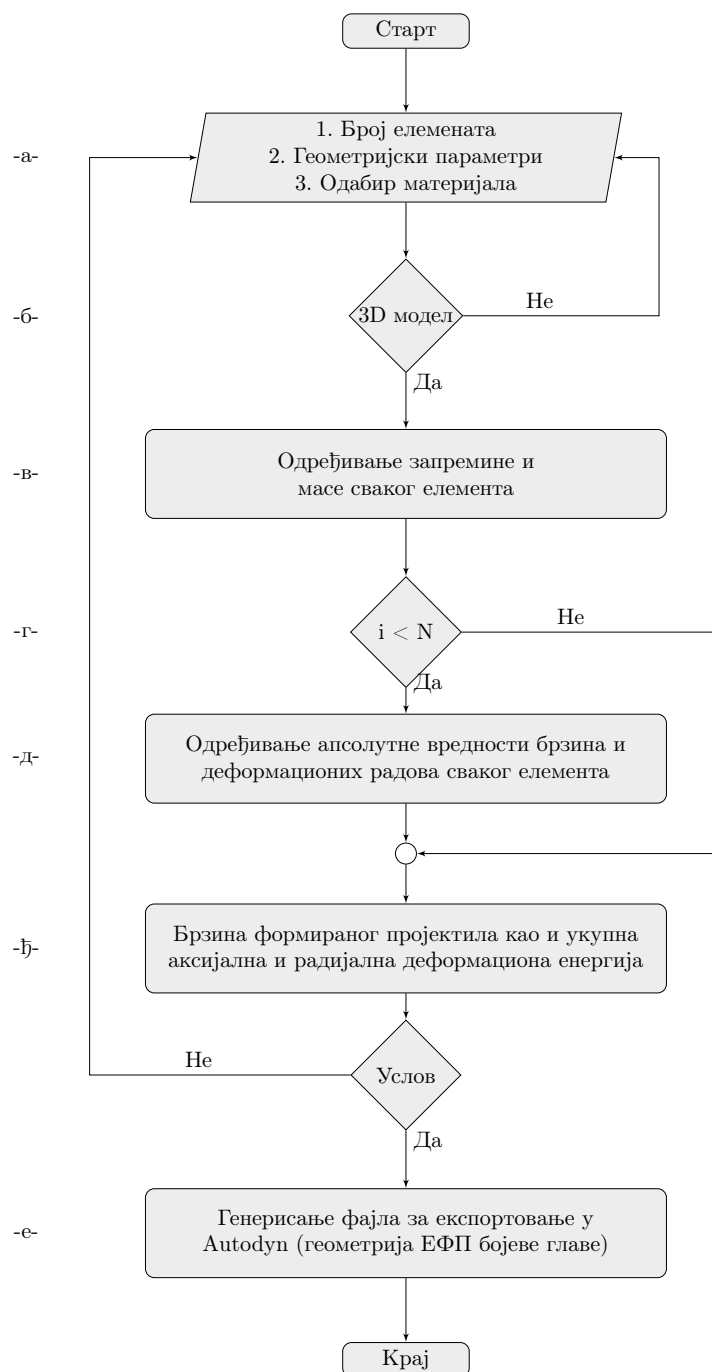 Старт
-а-
1. Број елемената
2. Геометријски параметри
3. Одабир материјала
-б-
3D модел
Не
Да
-в-
Одређивање запремине и
масе сваког елемента
-г-
i < N
Не
Да
-д-
Одређивање апсолутне вредности брзина и
деформационих радова сваког елемента
-ђ-
Брзина формираног пројектила као и укупна
аксијална и радијална деформациона енергија
Не
Услов
Да
-е-
Генерисање фајла за експортовање у
Autodyn (геометрија ЕФП бојеве главе)
Крај